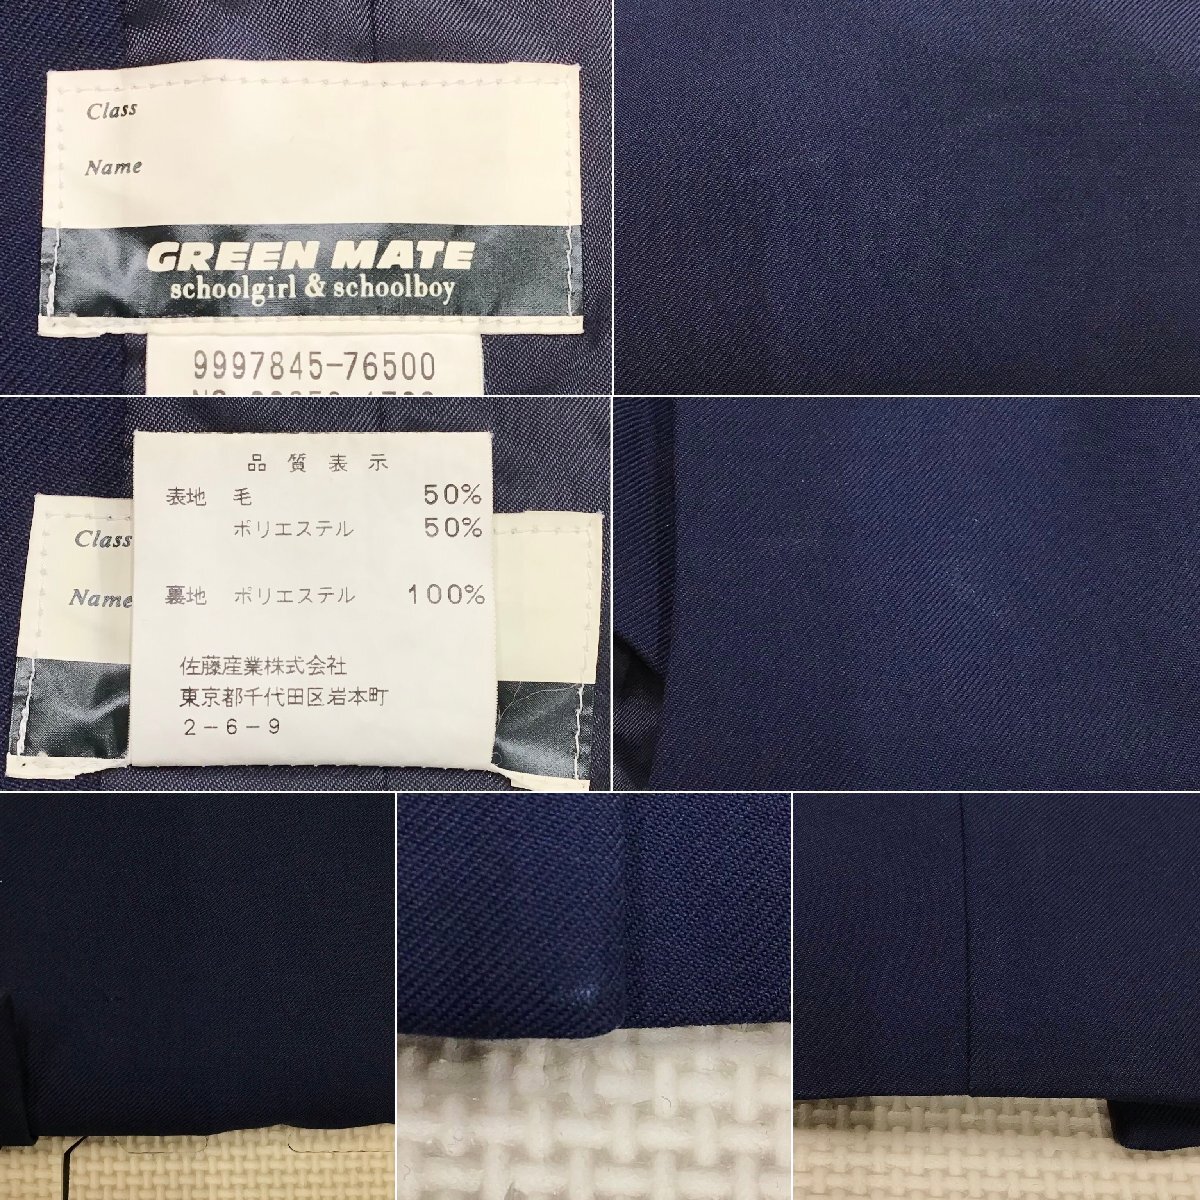 Class
Name
GREEN MATE
schoolgirl & schoolboy
9997845-76500
品質表示
表地 毛 50%
ポリエステル 50%
裏地 ポリエステル 100%
佐藤産業株式会社
東京都千代田区岩本町
2-6-9
Class
Name